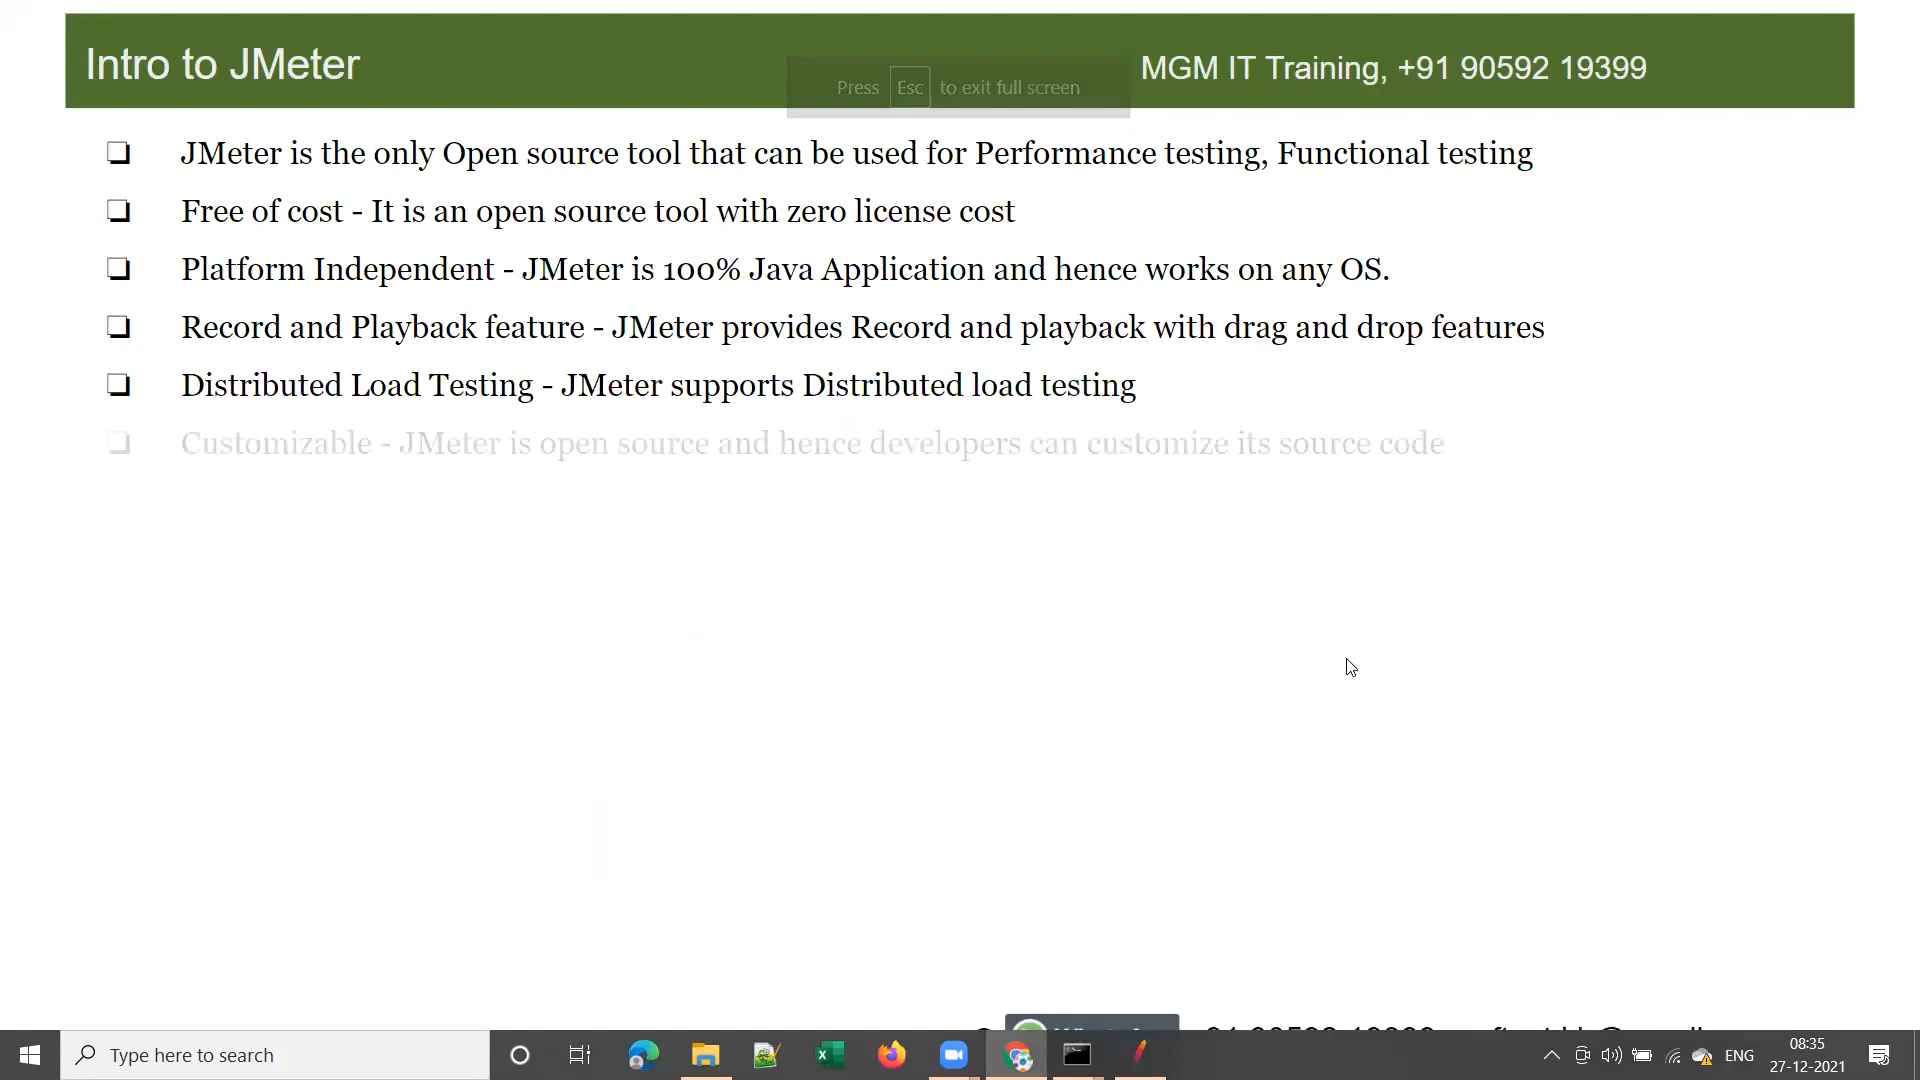 Intro to JMeter
MGM IT Training, +91 90592 19399
Press Esc to exit full screen
JMeter is the only Open source tool that can be used for Performance testing, Functional testing
Free of cost - It is an open source tool with zero license cost
Platform Independent - JMeter is 100% Java Application and hence works on any OS.
Record and Playback feature - JMeter provides Record and playback with drag and drop features
Distributed Load Testing - JMeter supports Distributed load testing
Customizable - JMeter is open source and hence developers can customize its source code
Type here to search
ENG
08:35
27-12-2021